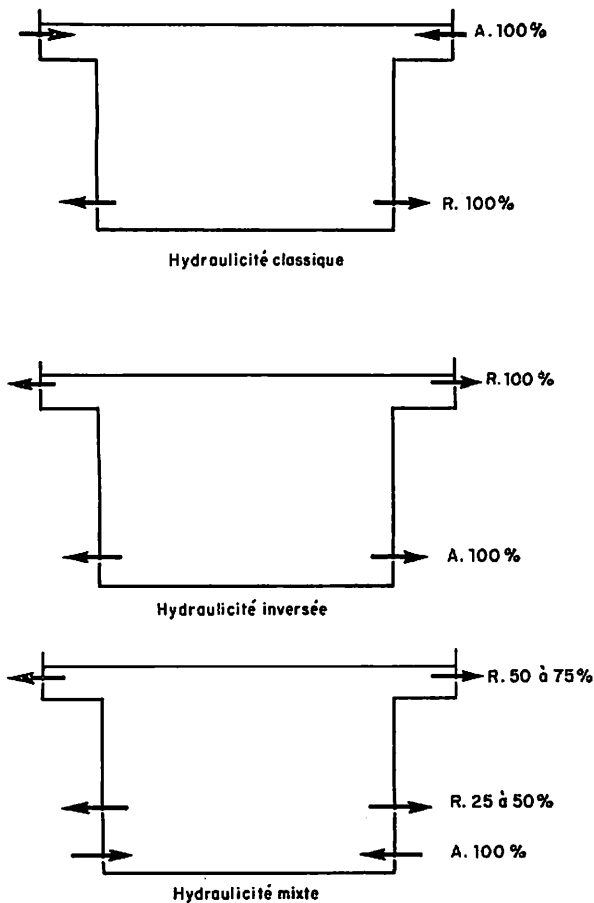 A. 100%
R. 100%
Hydraulicité classique
R. 100%
A. 100%
Hydraulicité inversée
R. 50 à 75%
R. 25 à 50%
A. 100%
Hydraulicité mixte